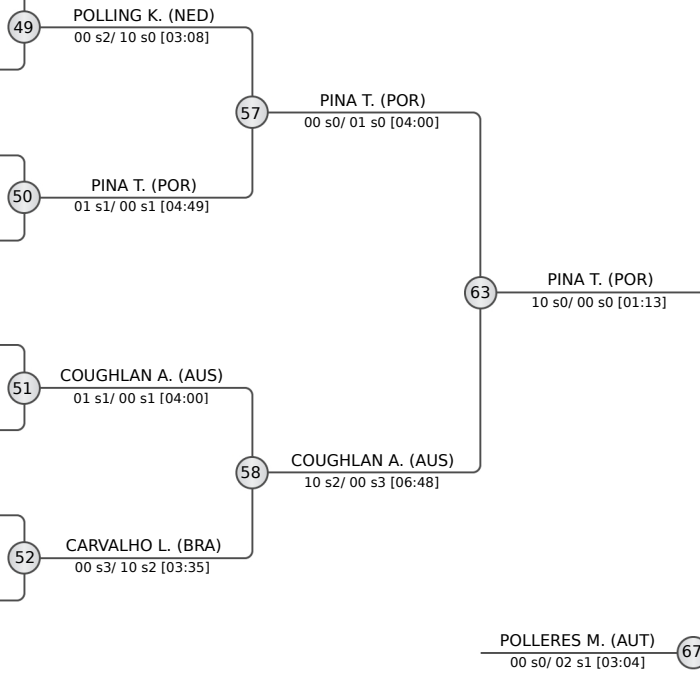 49
POLLING K. (NED)
00 s2/ 10 s0 [03:08]
57
PINA T. (POR)
00 s0/ 01 s0 [04:00]
50
PINA T. (POR)
01 s1/ 00 s1 [04:49]
63
PINA T. (POR)
10 s0/ 00 s0 [01:13]
51
COUGHLAN A. (AUS)
01 s1/ 00 s1 [04:00]
58
COUGHLAN A. (AUS)
10 s2/ 00 s3 [06:48]
52
CARVALHO L. (BRA)
00 s3/ 10 s2 [03:35]
POLLERES M. (AUT)
00 s0/ 02 s1 [03:04]
67